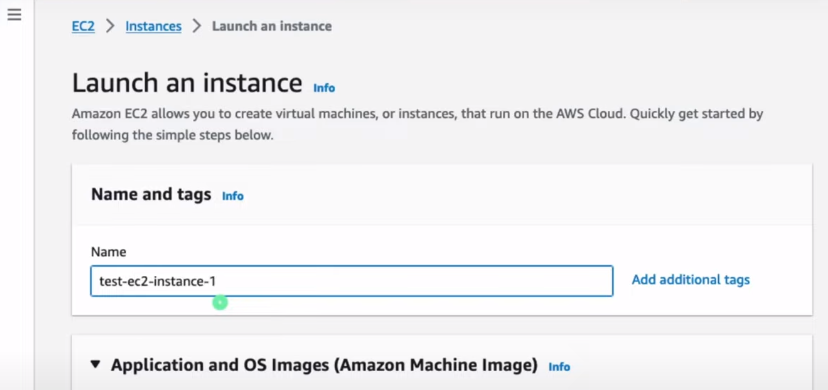 EC2 > Instances > Launch an instance
Launch an instance Info
Amazon EC2 allows you to create virtual machines, or instances, that run on the AWS Cloud. Quickly get started by
following the simple steps below.
Name and tags Info
Name
test-ec2-instance-1 Add additional tags
▼ Application and OS Images (Amazon Machine Image) Info